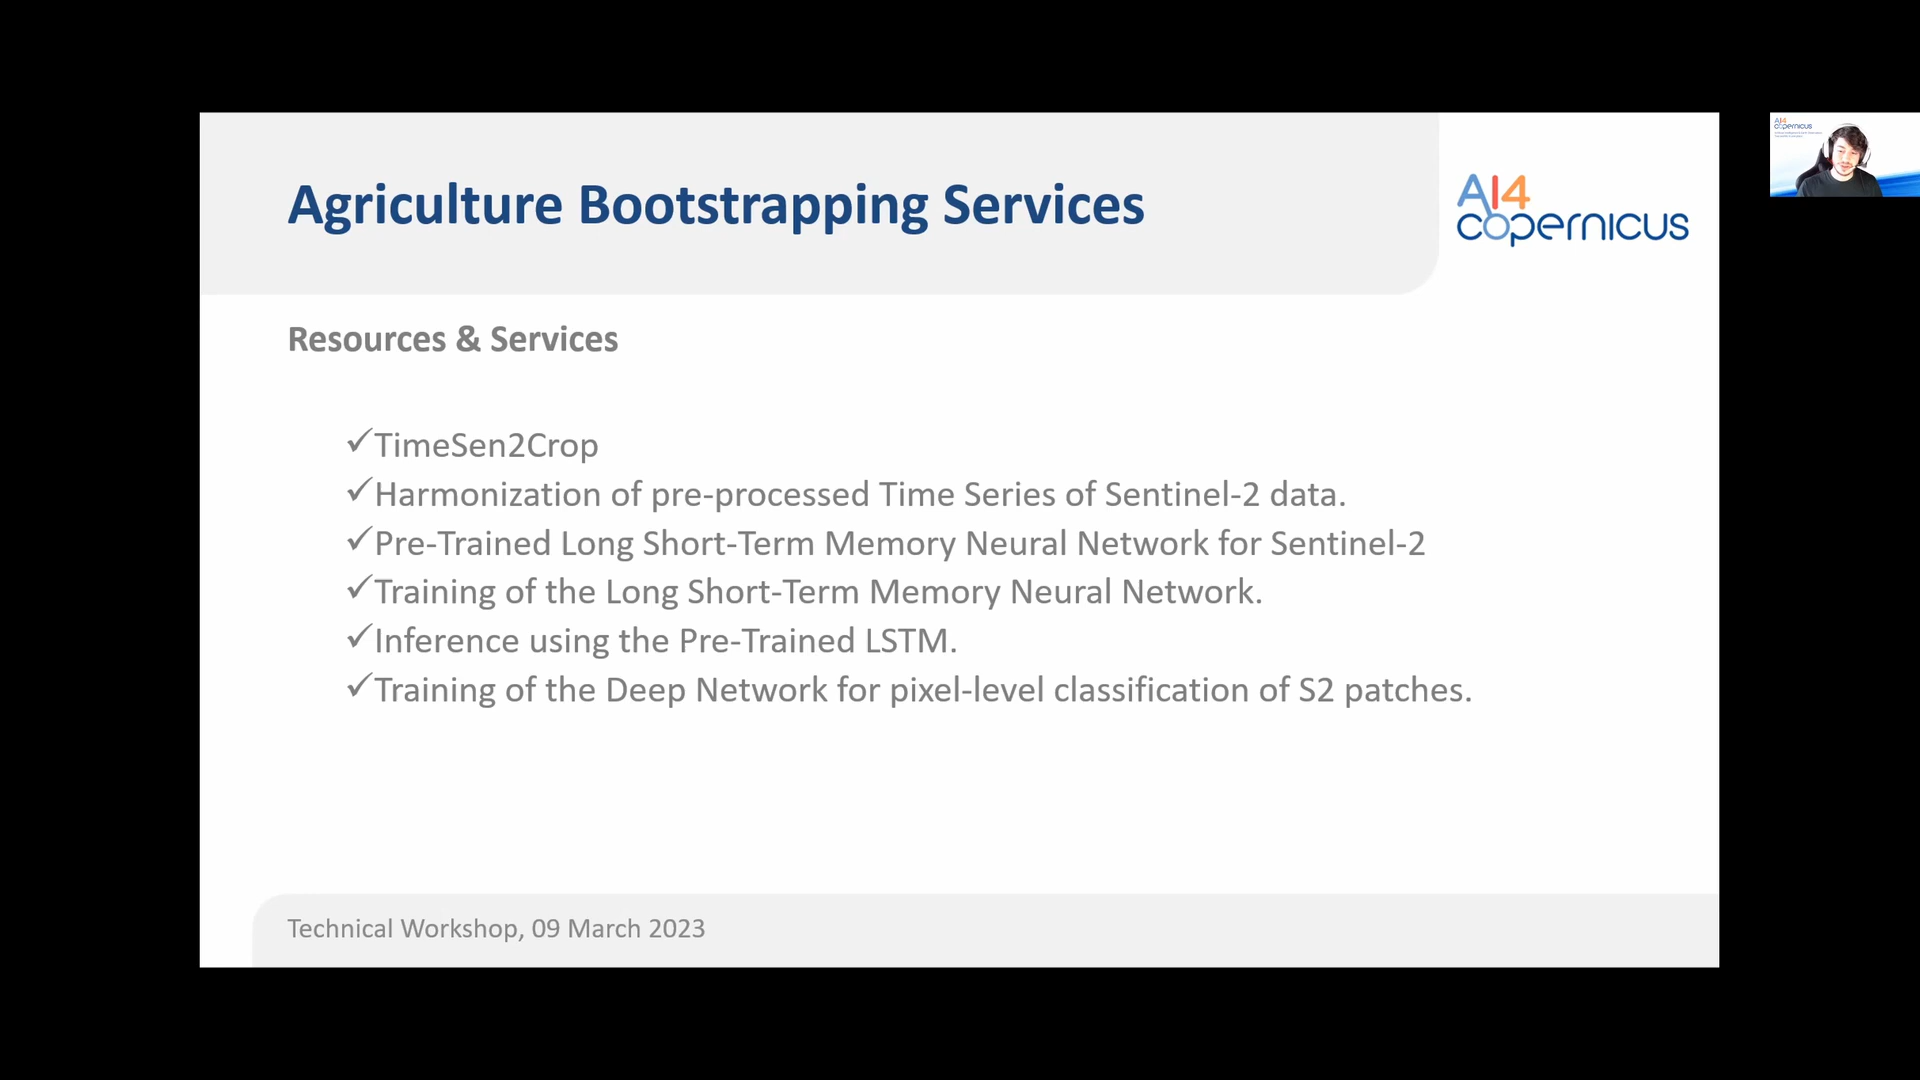 Agriculture Bootstrapping Services
AI4
copernicus
Resources & Services
✓TimeSen2Crop
✓Harmonization of pre-processed Time Series of Sentinel-2 data.
✓Pre-Trained Long Short-Term Memory Neural Network for Sentinel-2
✓Training of the Long Short-Term Memory Neural Network.
✓Inference using the Pre-Trained LSTM.
✓Training of the Deep Network for pixel-level classification of S2 patches.
Technical Workshop, 09 March 2023
AI4
copernicus